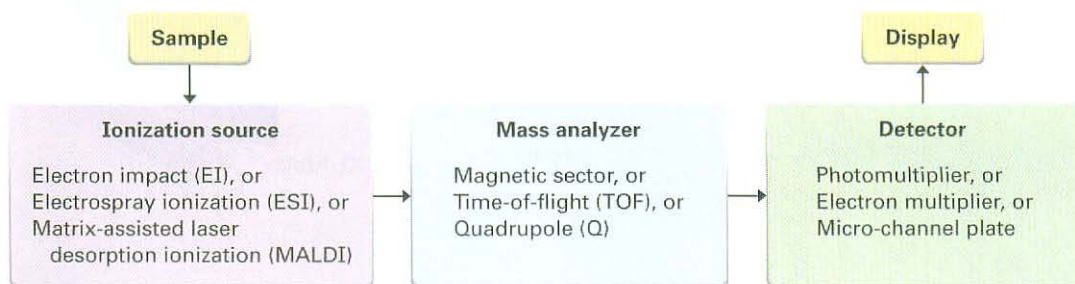 Sample
Display
Ionization source
Electron impact (EI), or
Electrospray ionization (ESI), or
Matrix-assisted laser
desorption ionization (MALDI)
Mass analyzer
Magnetic sector, or
Time-of-flight (TOF), or
Quadrupole (Q)
Detector
Photomultiplier, or
Electron multiplier, or
Micro-channel plate